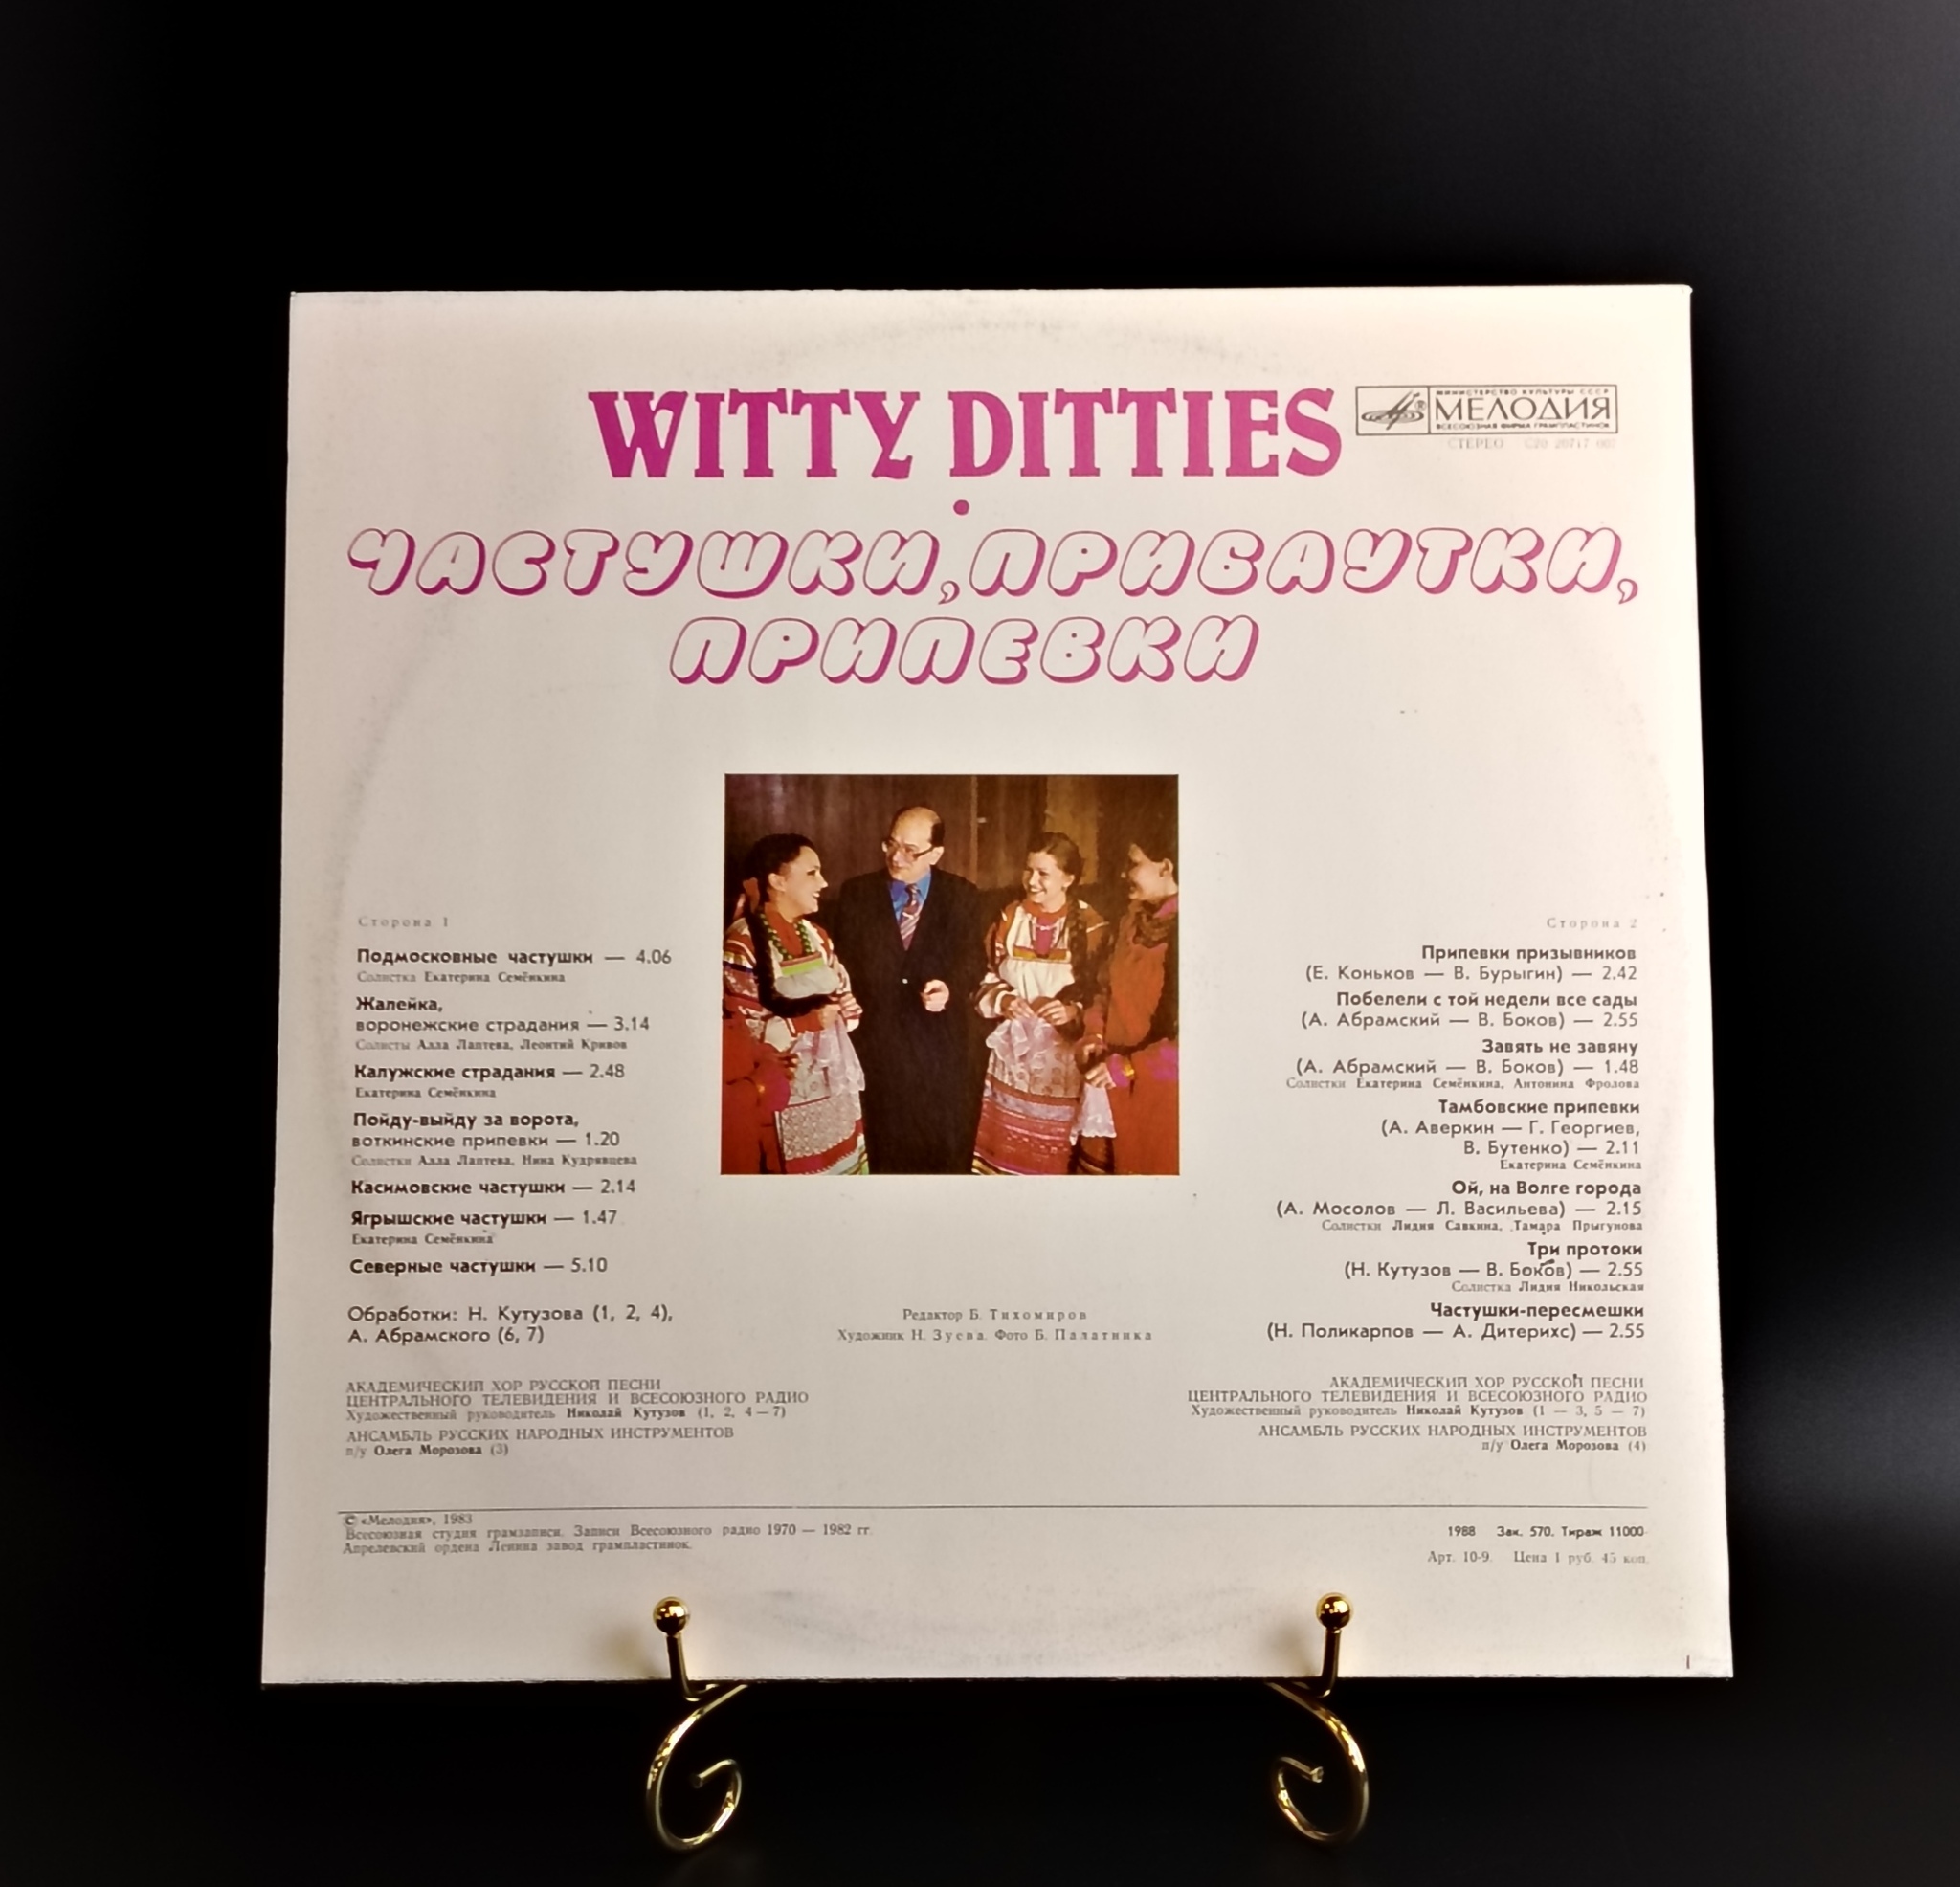 WITTY DITTIES
МИНИСТЕРСТВО КУЛЬТУРЫ СССР
МЕЛОДИЯ
ВСЕСОЮЗНАЯ ФИРМА ГРАМПЛАСТИНОК
СТЕРЕО
ЧАСТУШКИ, ПРИБАУТКИ,
ПРИПЕВКИ
Сторона 1
Подмосковные частушки — 4.06
Солистка Екатерина Семёнкина
Жалейка,
воронежские страдания — 3.14
Солисты Алла Лаптева, Леонтий Кривов
Калужские страдания — 2.48
Екатерина Семёнкина
Пойду-выйду за ворота,
воткинские припевки — 1.20
Солистки Алла Лаптева, Нина Кудрявцева
Касимовские частушки — 2.14
Ягрышские частушки — 1.47
Екатерина Семёнкина
Северные частушки — 5.10
Обработки: Н. Кутузова (1, 2, 4),
А. Абрамского (6, 7)
АКАДЕМИЧЕСКИЙ ХОР РУССКОЙ ПЕСНИ
ЦЕНТРАЛЬНОГО ТЕЛЕВИДЕНИЯ И ВСЕСОЮЗНОГО РАДИО
Художественный руководитель Николай Кутузов (1, 2, 4—7)
АНСАМБЛЬ РУССКИХ НАРОДНЫХ ИНСТРУМЕНТОВ
п/у Олега Морозова (3)
Редактор Б. Тихомиров
Художник Н. Зуева. Фото Б. Палатника
Сторона 2
Припевки призывников
(Е. Коньков — В. Бурыгин) — 2.42
Побелели с той недели все сады
(А. Абрамский — В. Боков) — 2.55
Завять не завяну
(А. Абрамский — В. Боков) — 1.48
Солистки Екатерина Семёнкина, Антонина Фролова
Тамбовские припевки
(А. Аверкин — Г. Георгиев,
В. Бутенко) — 2.11
Екатерина Семёнкина
Ой, на Волге города
(А. Мосолов — Л. Васильева) — 2.15
Солистки Лидия Савкина, Тамара Прыгунова
Три протоки
(Н. Кутузов — В. Боков) — 2.55
Солистка Лидия Никольская
Частушки-пересмешки
(Н. Поликарпов — А. Дитерихс) — 2.55
АКАДЕМИЧЕСКИЙ ХОР РУССКОЙ ПЕСНИ
ЦЕНТРАЛЬНОГО ТЕЛЕВИДЕНИЯ И ВСЕСОЮЗНОГО РАДИО
Художественный руководитель Николай Кутузов (1 — 3, 5 — 7)
АНСАМБЛЬ РУССКИХ НАРОДНЫХ ИНСТРУМЕНТОВ
п/у Олега Морозова (4)
© «Мелодия», 1983
Всесоюзная студия грамзаписи. Записи Всесоюзного радио 1970 — 1982 гг.
Апрелевский ордена Ленина завод грампластинок.
1988 Зак. 570. Тираж 11000
Арт. 10-9. Цена 1 руб. 45 коп.